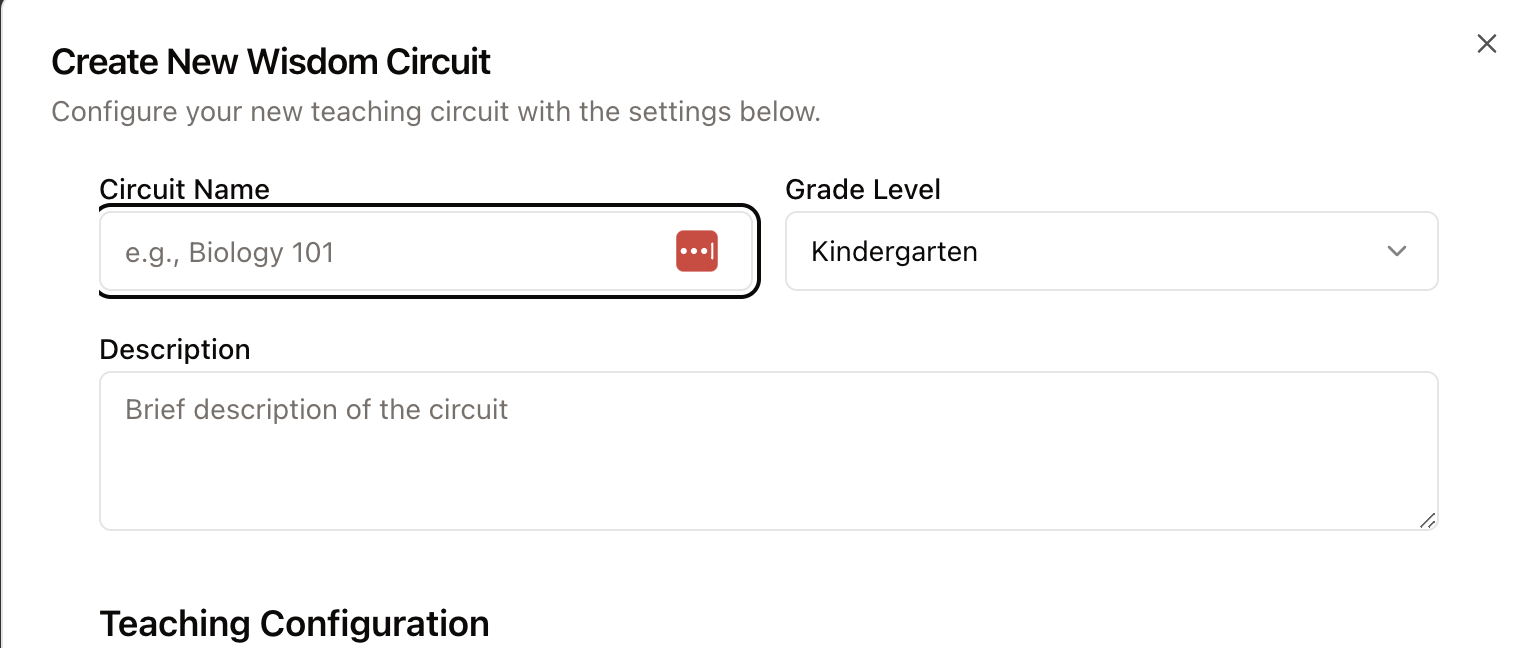 Create New Wisdom Circuit
Configure your new teaching circuit with the settings below.
Circuit Name
Grade Level
e.g., Biology 101
Kindergarten
Description
Brief description of the circuit
Teaching Configuration